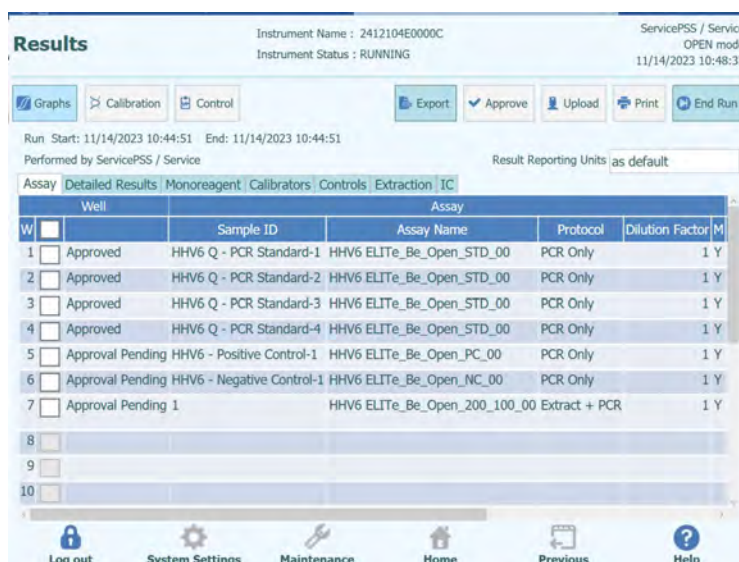 Results
Instrument Name : 2412104E0000C
Instrument Status : RUNNING
ServicePSS / Servic
OPEN mod
11/14/2023 10:48:3
Graphs Calibration Control Export Approve Upload Print End Run
Run Start: 11/14/2023 10:44:51 End: 11/14/2023 10:44:51
Performed by ServicePSS / Service
Result Reporting Units as default
Assay Detailed Results Monoreagent Calibrators Controls Extraction IC
Well Assay
W Sample ID Assay Name Protocol Dilution Factor M
1 Approved HHV6 Q - PCR Standard-1 HHV6 ELITe_Be_Open_STD_00 PCR Only 1 Y
2 Approved HHV6 Q - PCR Standard-2 HHV6 ELITe_Be_Open_STD_00 PCR Only 1 Y
3 Approved HHV6 Q - PCR Standard-3 HHV6 ELITe_Be_Open_STD_00 PCR Only 1 Y
4 Approved HHV6 Q - PCR Standard-4 HHV6 ELITe_Be_Open_STD_00 PCR Only 1 Y
5 Approval Pending HHV6 - Positive Control-1 HHV6 ELITe_Be_Open_PC_00 PCR Only 1 Y
6 Approval Pending HHV6 - Negative Control-1 HHV6 ELITe_Be_Open_NC_00 PCR Only 1 Y
7 Approval Pending 1 HHV6 ELITe_Be_Open_200_100_00 Extract + PCR 1 Y
8
9
10
Log out System Settings Maintenance Home Previous Help